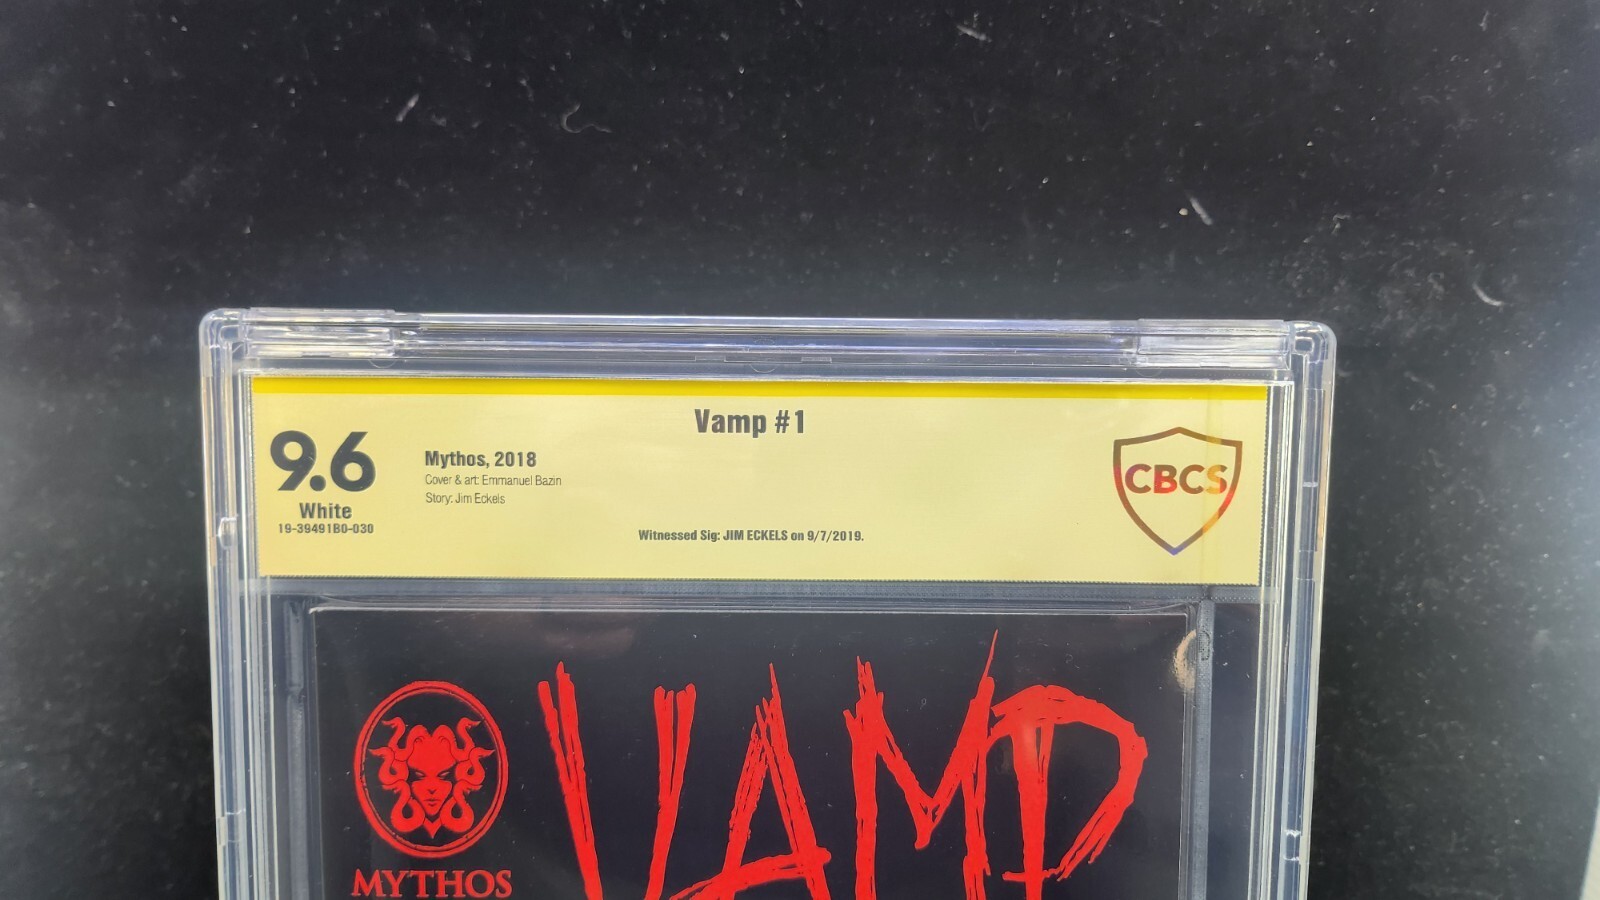 Vamp #1
9.6
White
19-39491B0-030
Mythos, 2018
Cover & art: Emmanuel Bazin
Story: Jim Eckels
Witnessed Sig: JIM ECKELS on 9/7/2019.
CBCS
VAMP
MYTHOS